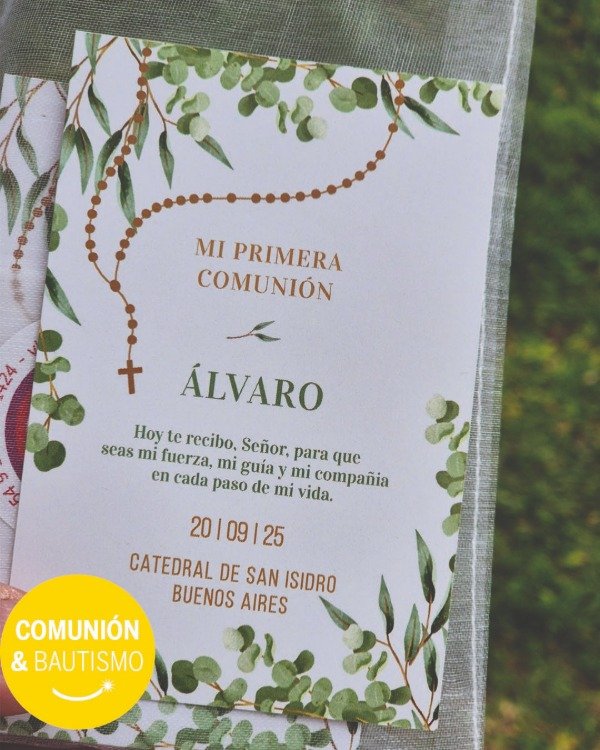 MI PRIMERA
COMUNIÓN
ÁLVARO
Hoy te recibo, Señor, para que
seas mi fuerza, mi guía y mi compañia
en cada paso de mi vida.
20 | 09 | 25
CATEDRAL DE SAN ISIDRO
BUENOS AIRES
COMUNIÓN
& BAUTISMO